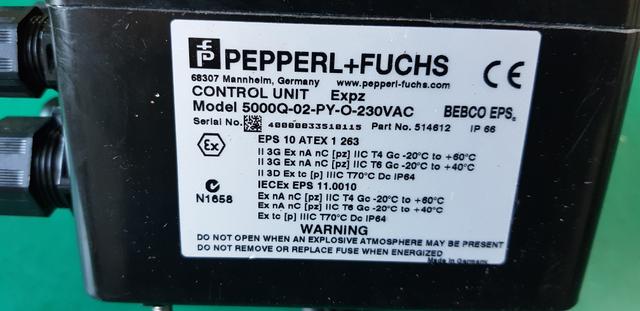 PEPPERL+FUCHS
68307 Mannheim, Germany www.pepperl-fuchs.com
CE
CONTROL UNIT Expz
Model 5000Q-02-PY-O-230VAC BEBCO EPS®
Serial No. 40000033510115 Part No. 514612 IP 66
Ex
EPS 10 ATEX 1 263
II 3G Ex nA nC [pz] IIC T4 Gc -20°C to +60°C
II 3G Ex nA nC [pz] IIC T6 Gc -20°C to +40°C
II 3D Ex tc [p] IIIC T70°C Dc IP64
N1658
IECEx EPS 11.0010
Ex nA nC [pz] IIC T4 Gc -20°C to +60°C
Ex nA nC [pz] IIC T6 Gc -20°C to +40°C
Ex tc [p] IIIC T70°C Dc IP64
WARNING
DO NOT OPEN WHEN AN EXPLOSIVE ATMOSPHERE MAY BE PRESENT
DO NOT REMOVE OR REPLACE FUSE WHEN ENERGIZED
Made in Germany